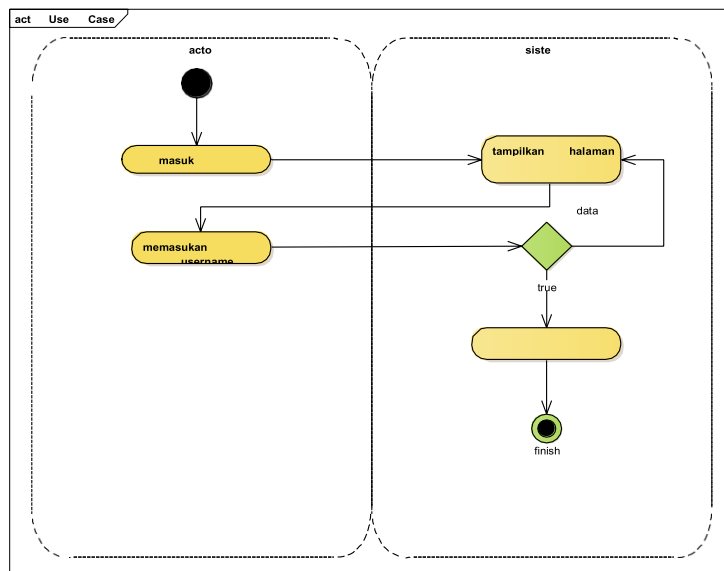 act Use Case
acto
siste
masuk
tampilkan halaman
data
memasukan
username
true
finish